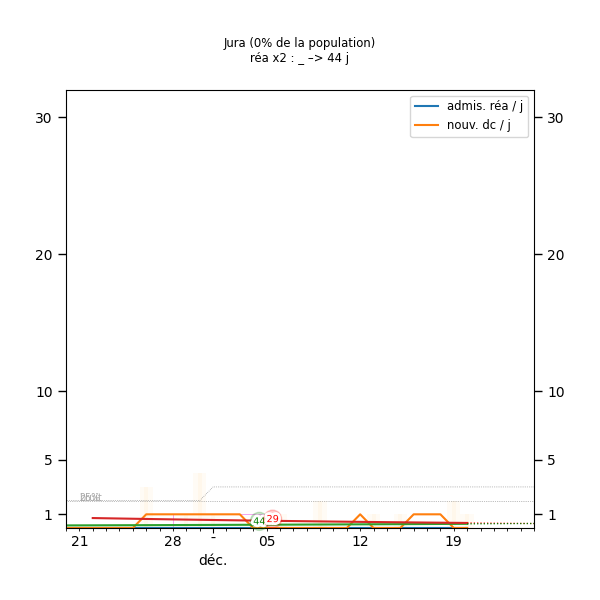 Jura (0% de la population)
réa x2 : _ –> 44 j
admis. réa / j
nouv. dc / j
30 30
20 20
10 10
5 5
1 1
44 29
21 28 - 05 12 19
déc.